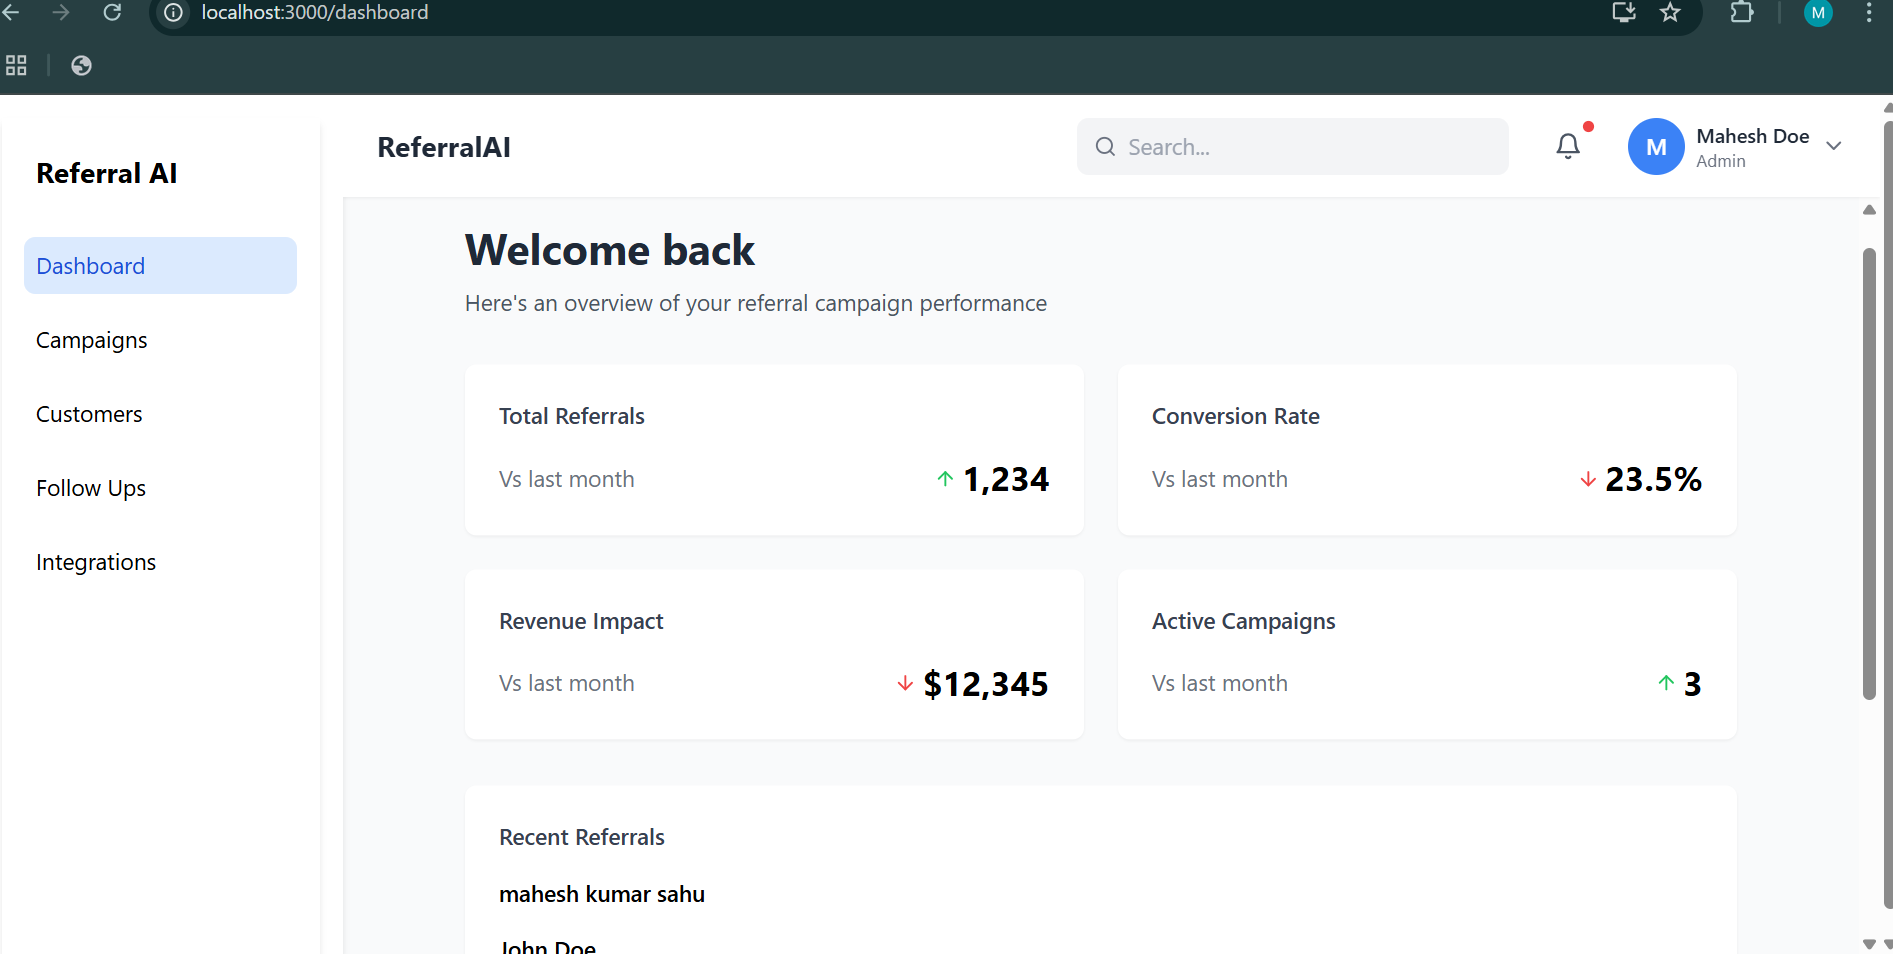 localhost:3000/dashboard
M
Referral AI
Dashboard
Campaigns
Customers
Follow Ups
Integrations
ReferralAI
Search...
M
Mahesh Doe
Admin
Welcome back
Here's an overview of your referral campaign performance
Total Referrals
Vs last month
1,234
Conversion Rate
Vs last month
23.5%
Revenue Impact
Vs last month
$12,345
Active Campaigns
Vs last month
3
Recent Referrals
mahesh kumar sahu
John Doe